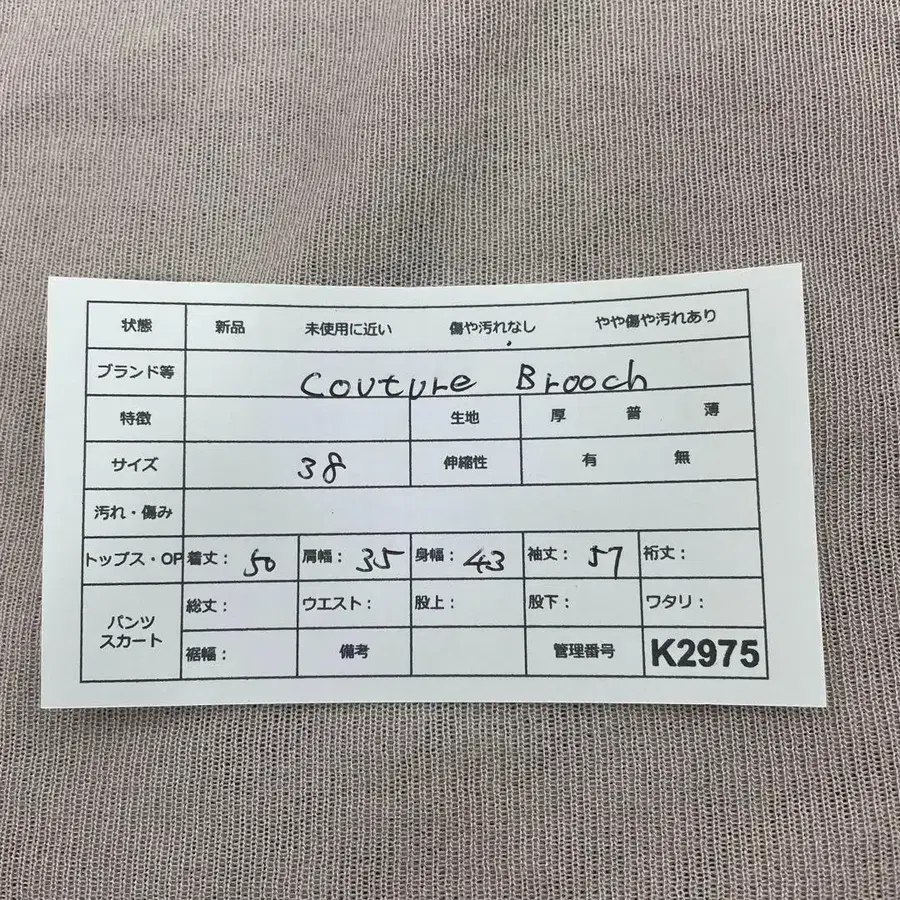 状態 新品 未使用に近い 傷や汚れなし やや傷や汚れあり
ブランド等 Couture Brooch
特徴 生地 厚 普 薄
サイズ 38 伸縮性 有 無
汚れ・傷み
トップス・OP 着丈: 50 肩幅: 35 身幅: 43 袖丈: 57 裄丈:
パンツ スカート 総丈: ウエスト: 股上: 股下: ワタリ:
裾幅: 備考 管理番号 K2975